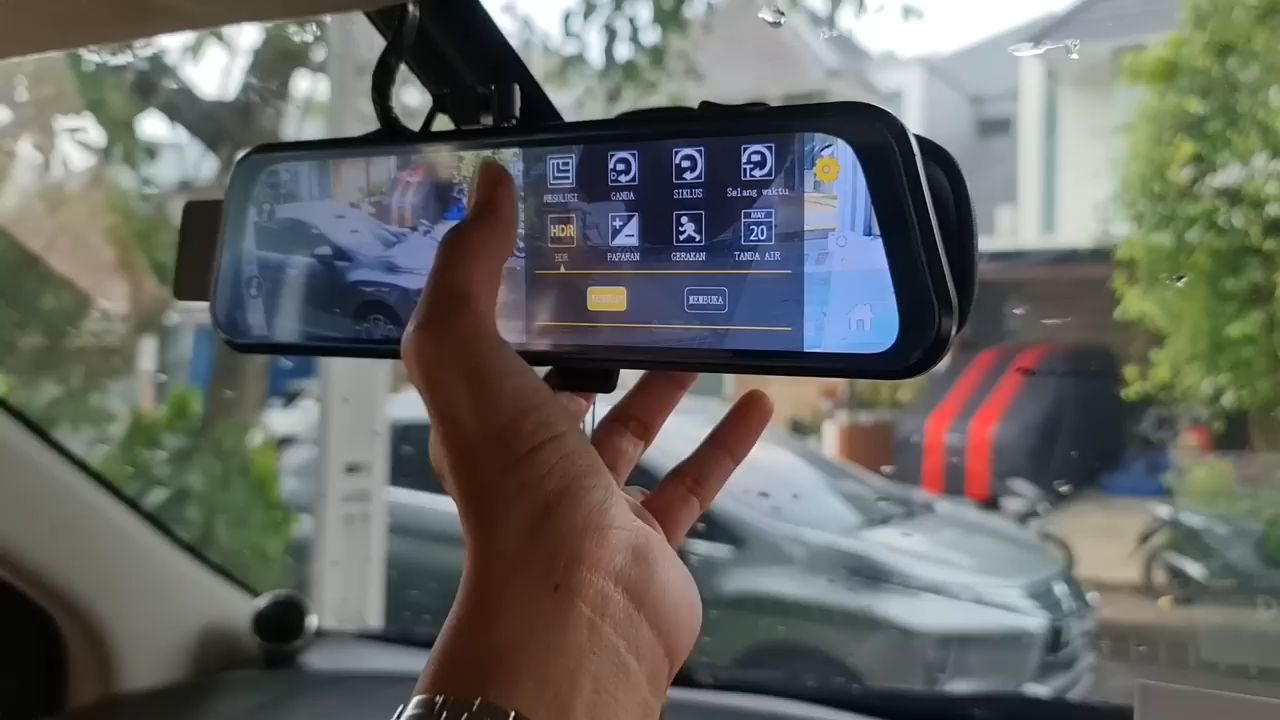 RESOLUSI GANDA SIKLUS Selang waktu
HDR MAY 20
HDR PAPARAN GERAKAN TANDA AIR
MEMBUKA